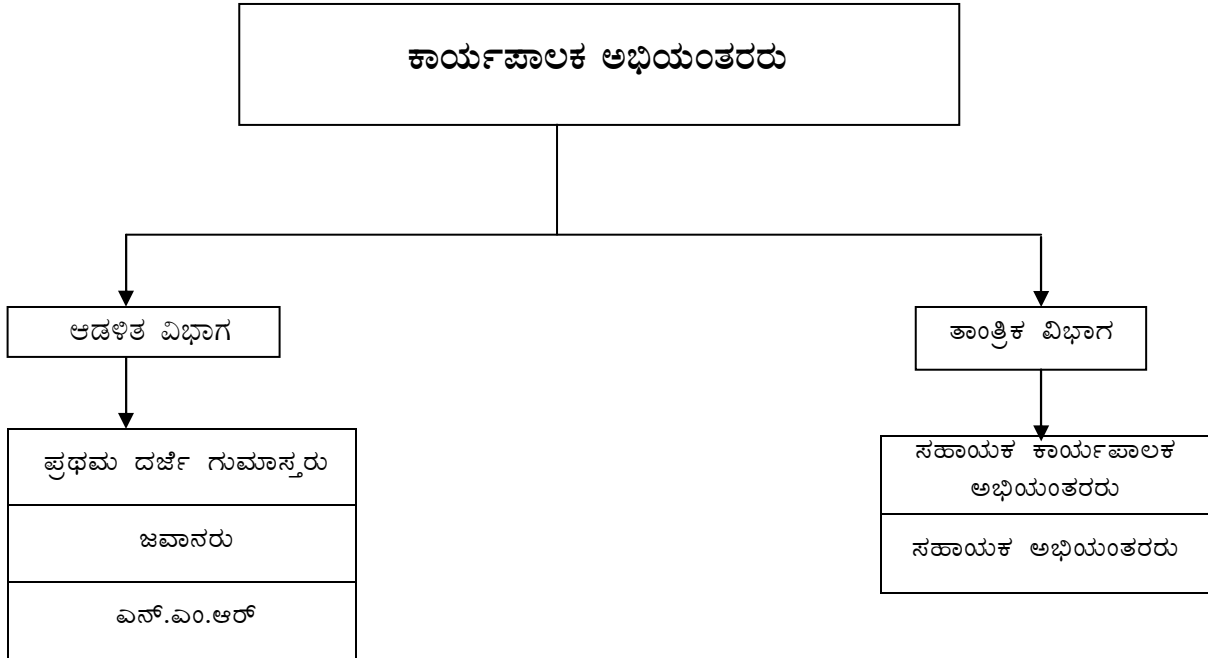 ಕಾರ್ಯಪಾಲಕ ಅಭಿಯಂತರರು
ಆಡಳಿತ ವಿಭಾಗ
ತಾಂತ್ರಿಕ ವಿಭಾಗ
ಪ್ರಥಮ ದರ್ಜೆ ಗುಮಾಸ್ತರು
ಜವಾನರು
ಎನ್.ಎಂ.ಆರ್
ಸಹಾಯಕ ಕಾರ್ಯಪಾಲಕ
ಅಭಿಯಂತರರು
ಸಹಾಯಕ ಅಭಿಯಂತರರು